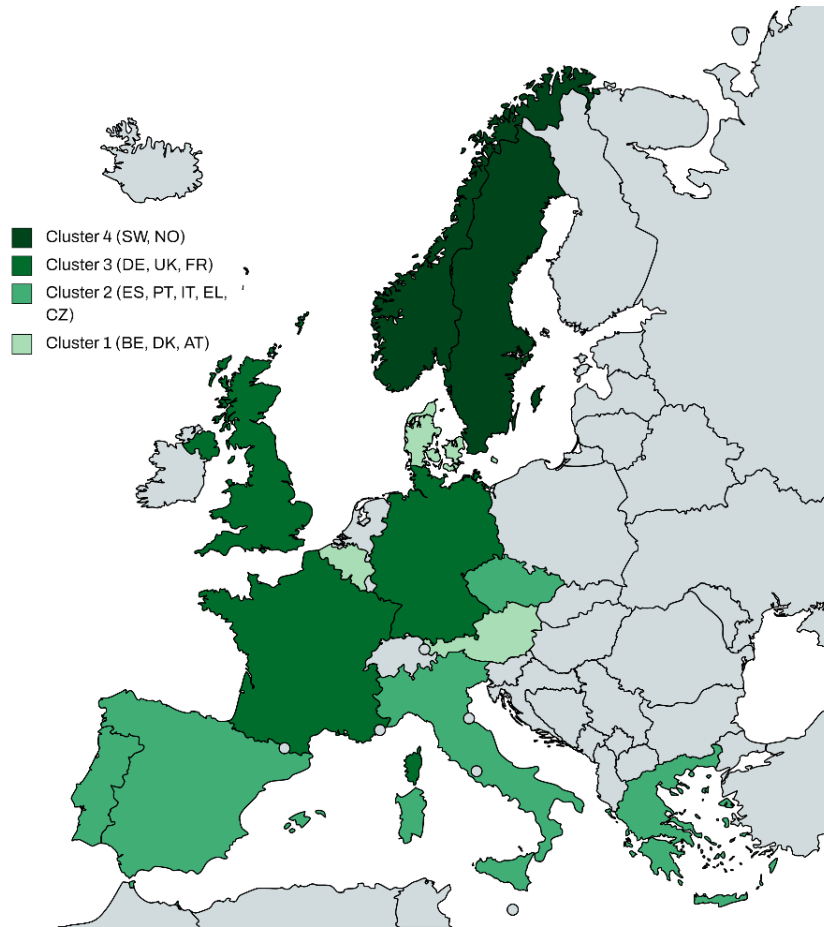 Cluster 4 (SW, NO)
Cluster 3 (DE, UK, FR)
Cluster 2 (ES, PT, IT, EL,
CZ)
Cluster 1 (BE, DK, AT)